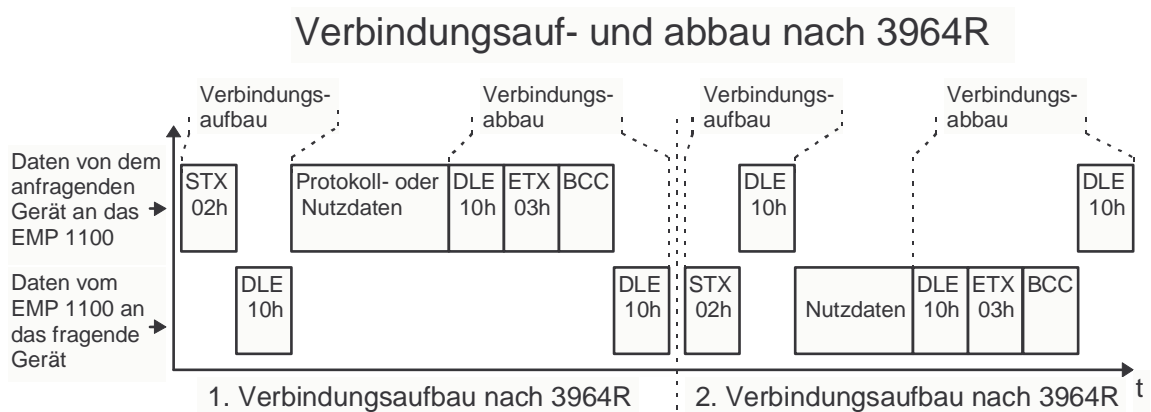 Verbindungsauf- und abbau nach 3964R
Verbindungs-
aufbau
Verbindungs-
abbau
Verbindungs-
aufbau
Verbindungs-
abbau
Daten von dem
anfragenden
Gerät an das
EMP 1100
STX
02h
Protokoll- oder
Nutzdaten
DLE
10h
ETX
03h
BCC
DLE
10h
DLE
10h
Daten vom
EMP 1100 an
das fragende
Gerät
DLE
10h
DLE
10h
STX
02h
Nutzdaten
DLE
10h
ETX
03h
BCC
t
1. Verbindungsaufbau nach 3964R
2. Verbindungsaufbau nach 3964R